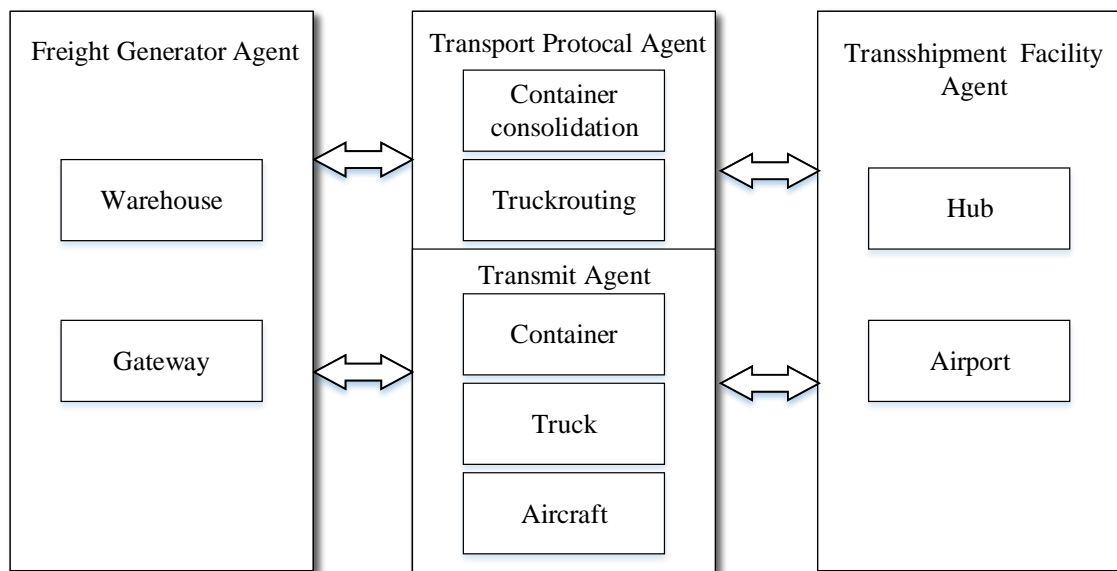 Freight Generator Agent
Warehouse
Gateway
Transport Protocal Agent
Container
consolidation
Truckrouting
Transmit Agent
Container
Truck
Aircraft
Transshipment Facility
Agent
Hub
Airport